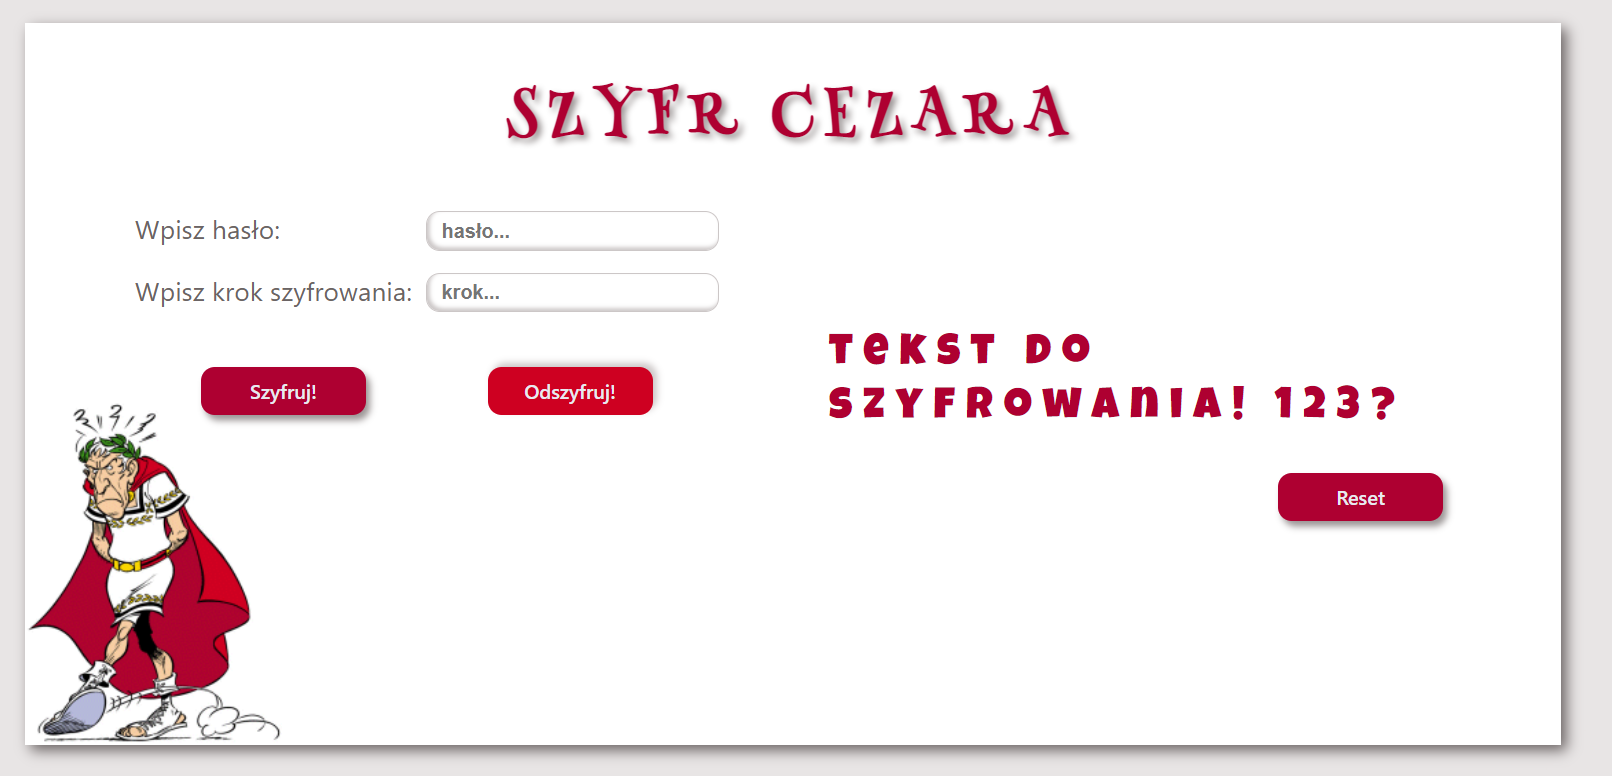 SZYFR CEZARA
Wpisz hasło: hasło...
Wpisz krok szyfrowania: krok...
Szyfruj! Odszyfruj!
TEKST DO
SZYFROWANIA! 123?
Reset